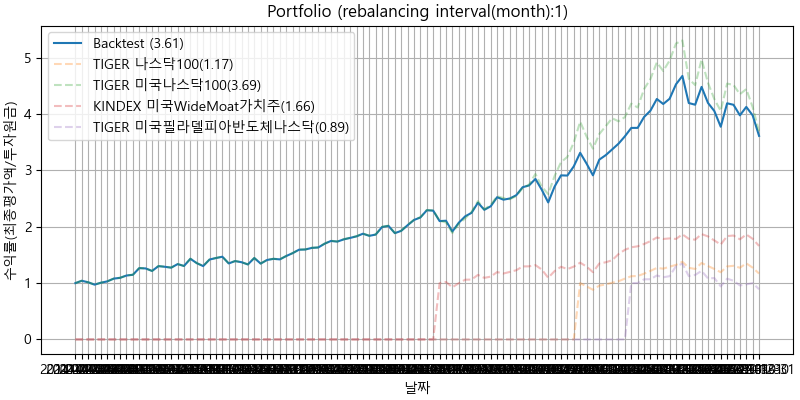 Portfolio (rebalancing interval(month):1)
Backtest (3.61)
TIGER 나스닥100(1.17)
TIGER 미국나스닥100(3.69)
KINDEX 미국WideMoat가치주(1.66)
TIGER 미국필라델피아반도체나스닥(0.89)
수익률(최종평가액/투자원금)
5
4
3
2
1
0
날짜